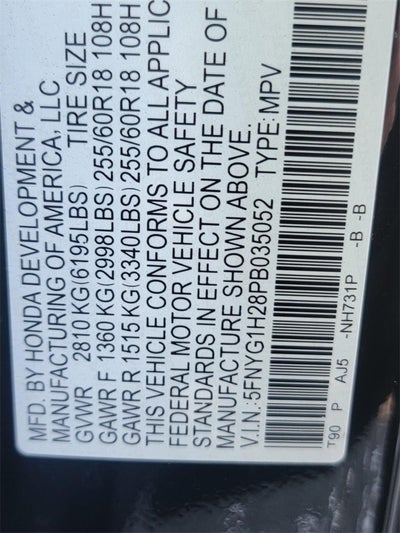 MFD. BY HONDA DEVELOPMENT &
MANUFACTURING OF AMERICA, LLC
GVWR 2810 KG(6195LBS) TIRE SIZE
GAWR F 1360 KG(2998LBS) 255/60R18 108H
GAWR R 1515 KG(3340LBS) 255/60R18 108H
THIS VEHICLE CONFORMS TO ALL APPLIC
FEDERAL MOTOR VEHICLE SAFETY
STANDARDS IN EFFECT ON THE DATE OF
MANUFACTURE SHOWN ABOVE.
V.I.N.:5FNYG1H28PB035052 TYPE: MPV
T90 P AJ5 -NH731P -B -B